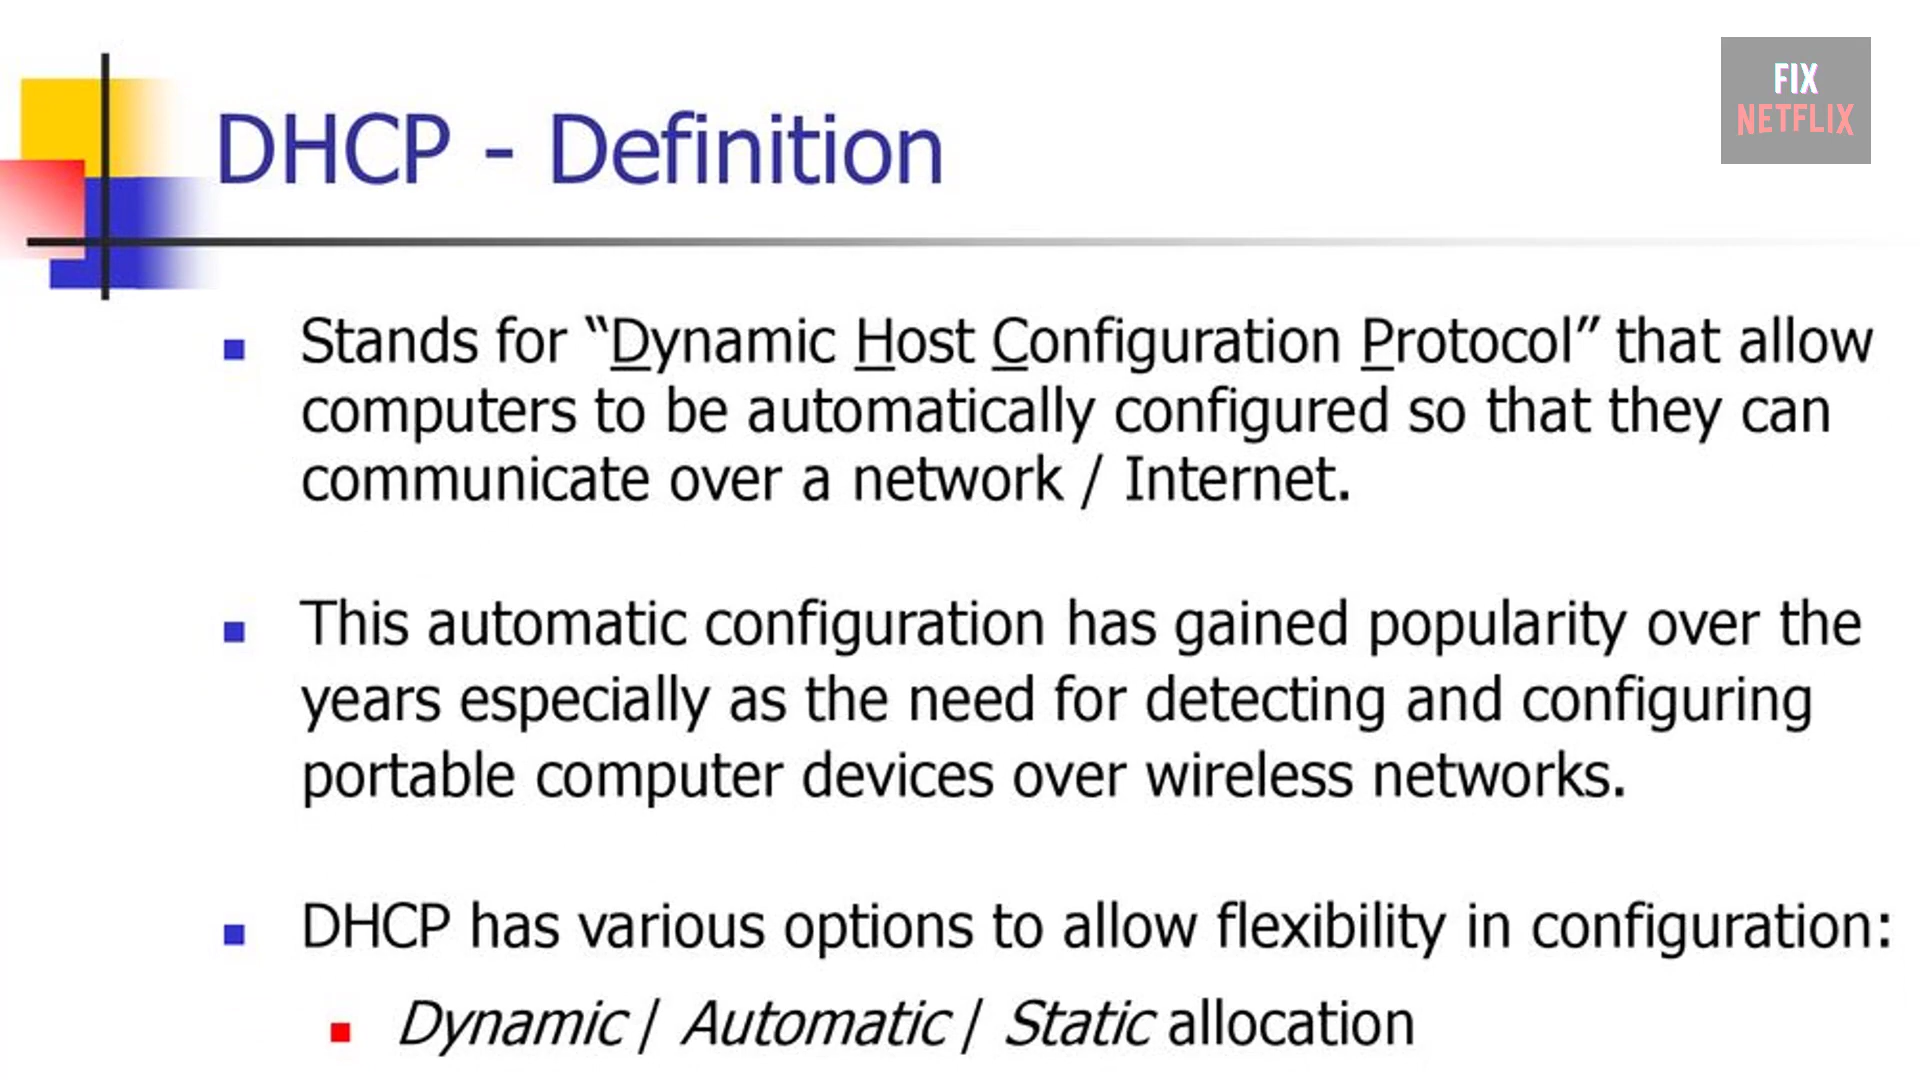 FIX
NETFLIX
DHCP - Definition
Stands for “Dynamic Host Configuration Protocol” that allow
computers to be automatically configured so that they can
communicate over a network / Internet.
This automatic configuration has gained popularity over the
years especially as the need for detecting and configuring
portable computer devices over wireless networks.
DHCP has various options to allow flexibility in configuration:
Dynamic / Automatic / Static allocation